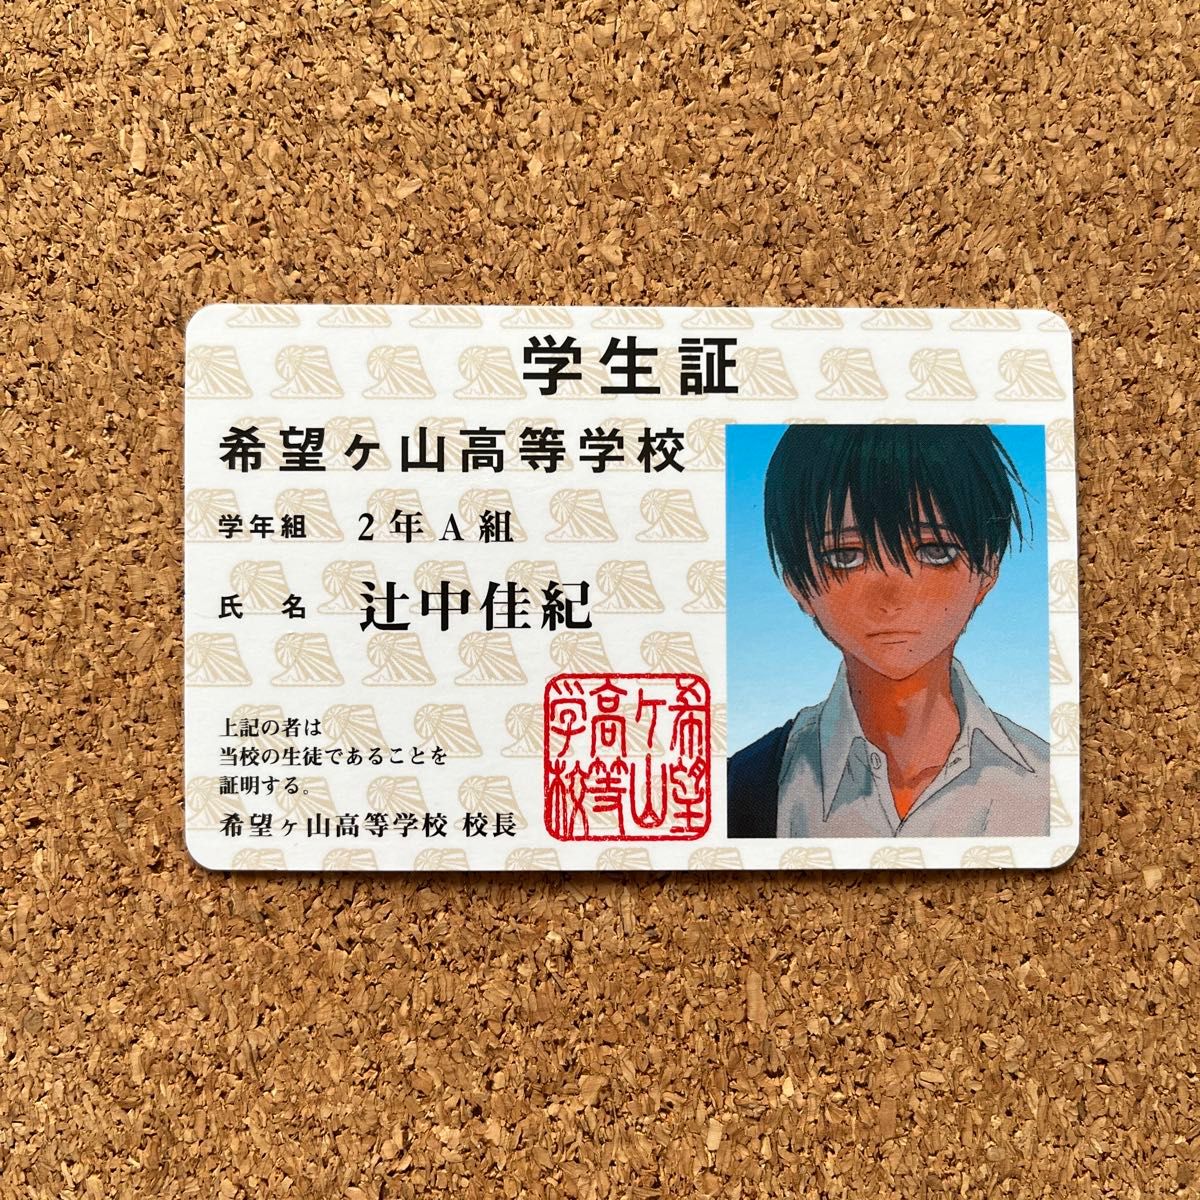 学生証
希望ヶ山高等学校
学年組 2年A組
氏 名 辻中佳紀
上記の者は
当校の生徒であることを
証明する。
希望ヶ山高等学校 校長
希望
ヶ山
高等
学校